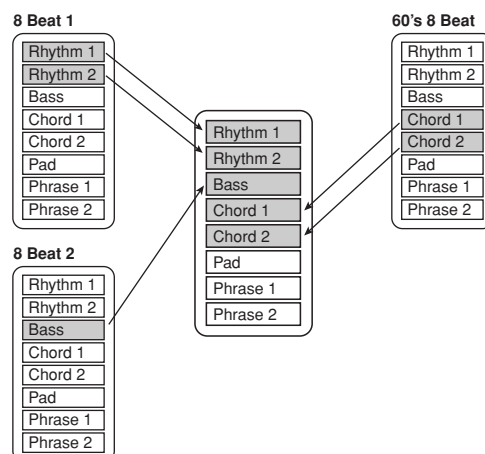 8 Beat 1
Rhythm 1
Rhythm 2
Bass
Chord 1
Chord 2
Pad
Phrase 1
Phrase 2
8 Beat 2
Rhythm 1
Rhythm 2
Bass
Chord 1
Chord 2
Pad
Phrase 1
Phrase 2
Rhythm 1
Rhythm 2
Bass
Chord 1
Chord 2
Pad
Phrase 1
Phrase 2
60's 8 Beat
Rhythm 1
Rhythm 2
Bass
Chord 1
Chord 2
Pad
Phrase 1
Phrase 2